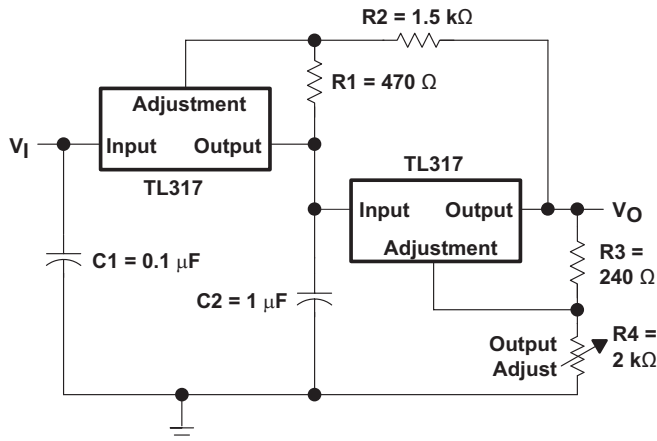 R2 = 1.5 kΩ
R1 = 470 Ω
Adjustment
VI
Input
Output
TL317
TL317
Input
Output
VO
Adjustment
R3 =
240 Ω
C1 = 0.1 μF
C2 = 1 μF
Output
Adjust
R4 =
2 kΩ